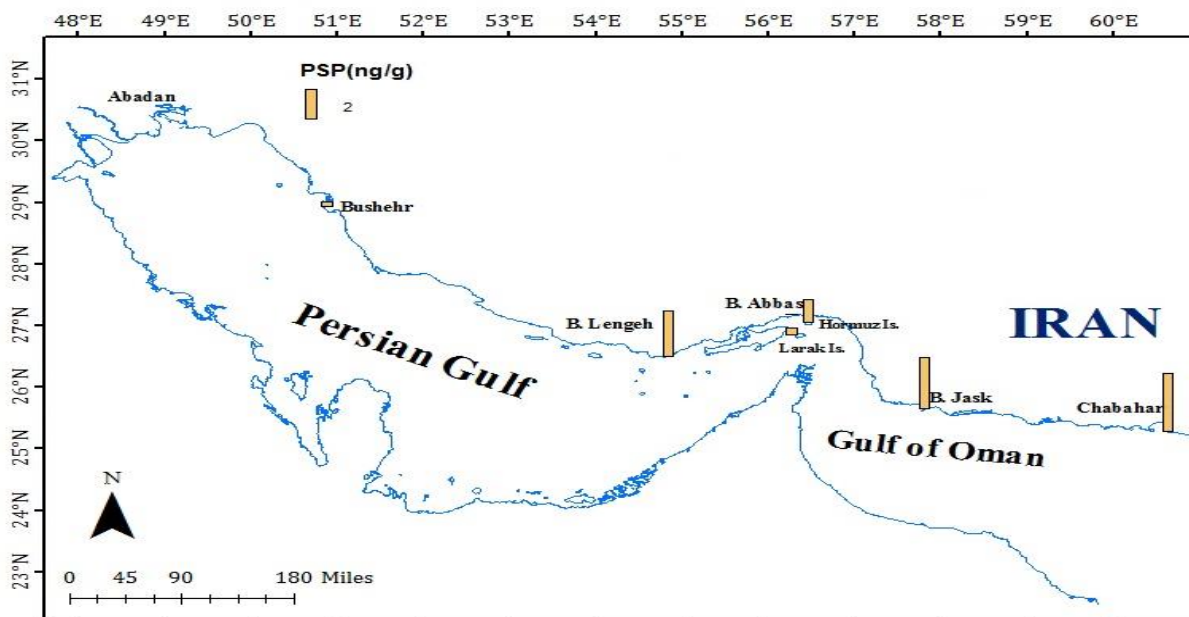 48°E 49°E 50°E 51°E 52°E 53°E 54°E 55°E 56°E 57°E 58°E 59°E 60°E
31°N
30°N
29°N
28°N
27°N
26°N
25°N
24°N
23°N
PSP(ng/g)
2
Abadan
Bushehr
B. Lengeh
B. Abbas
Hormuz Is.
Larak Is.
IRAN
Persian Gulf
B. Jask
Chabahar
Gulf of Oman
N
0 45 90 180 Miles